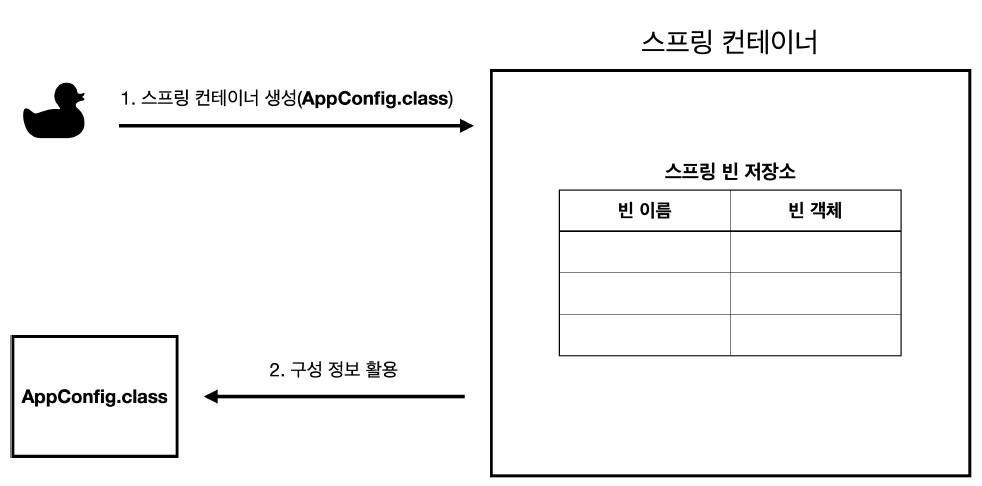 스프링 컨테이너
1. 스프링 컨테이너 생성(AppConfig.class)
스프링 빈 저장소
빈 이름
빈 객체
2. 구성 정보 활용
AppConfig.class